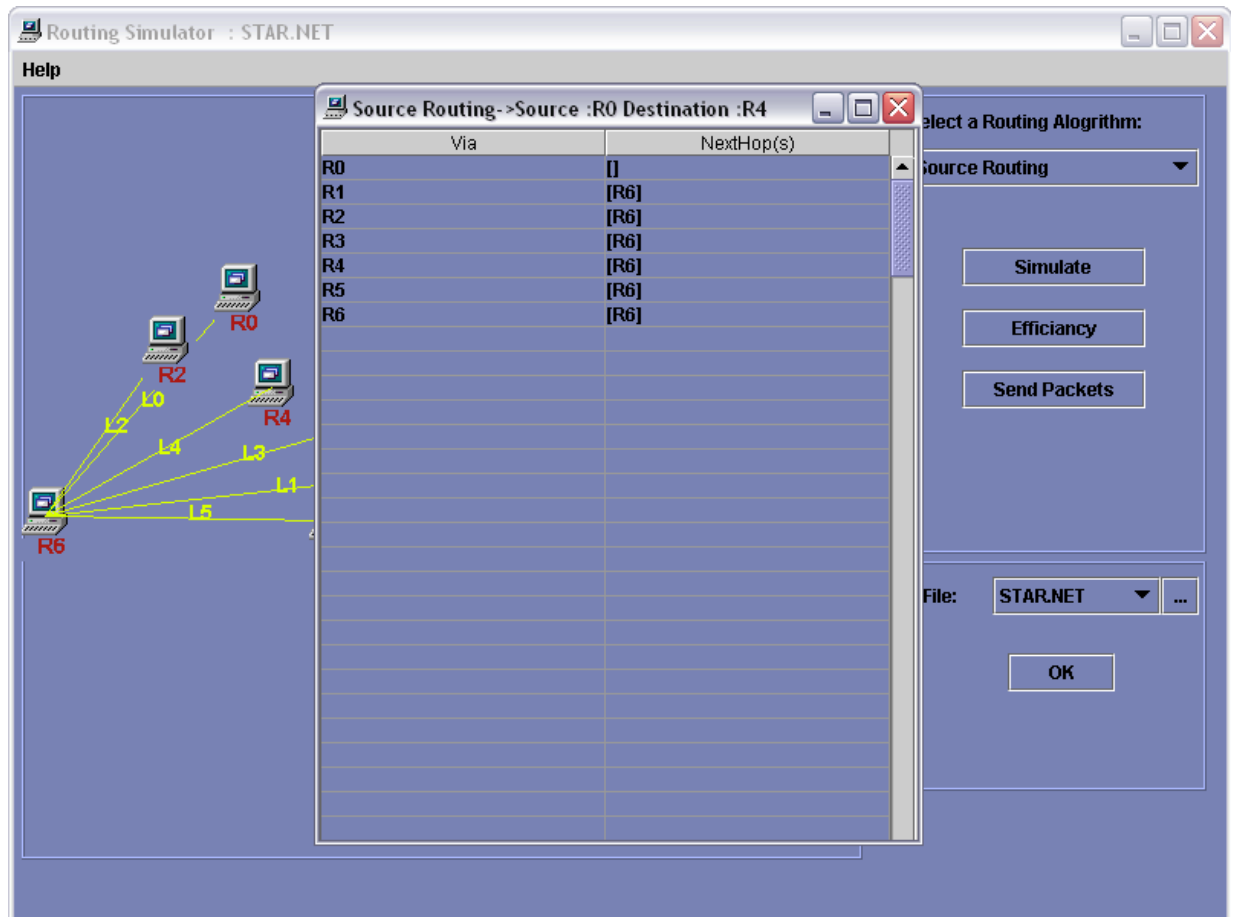 Routing Simulator : STAR.NET
Help
Source Routing->Source :R0 Destination :R4
Via NextHop(s)
R0 []
R1 [R6]
R2 [R6]
R3 [R6]
R4 [R6]
R5 [R6]
R6 [R6]
elect a Routing Alogrithm:
Source Routing
Simulate
Efficiancy
Send Packets
File: STAR.NET ...
OK
R0
R2
L0
R4
L2
L4
L3
L1
L5
R6